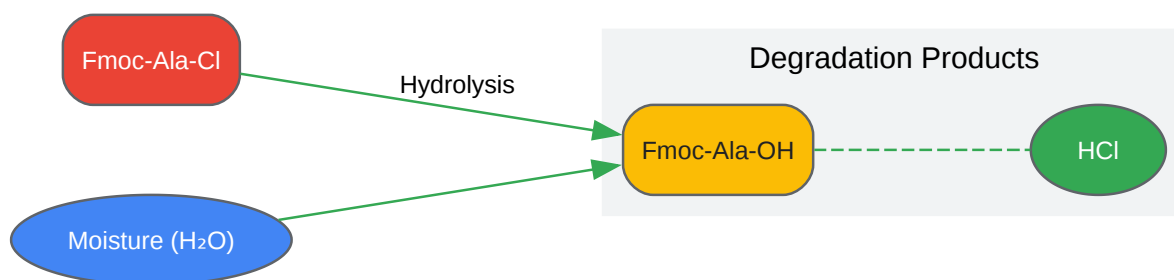 Fmoc-Ala-Cl
Hydrolysis
Moisture (H₂O)
Degradation Products
Fmoc-Ala-OH
HCl